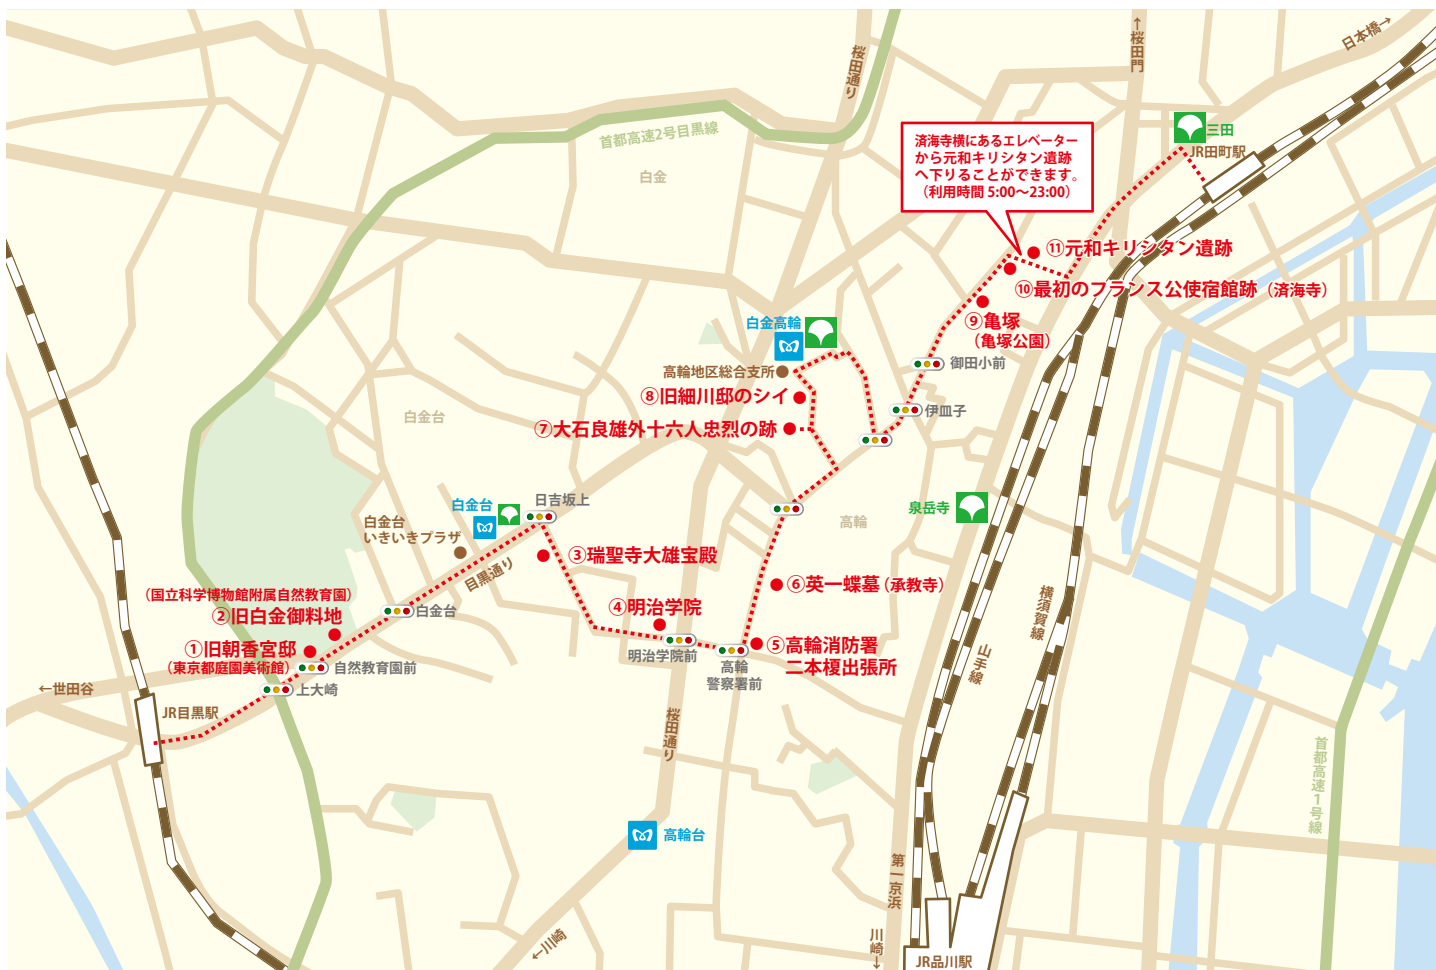 日本橋→
↑桜田門
桜田通り
首都高速2号目黒線
白金
三田
JR田町駅
済海寺横にあるエレベーター
から元和キリシタン遺跡
へ下りることができます。
(利用時間 5:00〜23:00)
⑪元和キリシタン遺跡
⑩最初のフランス公使宿館跡(済海寺)
⑨亀塚
(亀塚公園)
白金高輪
御田小前
高輪地区総合支所
⑧旧細川邸のシイ
伊皿子
白金台
⑦大石良雄外十六人忠烈の跡
日吉坂上
白金台
泉岳寺
高輪
白金台
いきいきプラザ
目黒通り
③瑞聖寺大雄宝殿
⑥英一蝶墓(承教寺)
(国立科学博物館附属自然教育園)
②旧白金御料地
白金台
④明治学院
横須賀線
山手線
①旧朝香宮邸
(東京都庭園美術館)
自然教育園前
明治学院前
高輪
警察署前
⑤高輪消防署
二本榎出張所
←世田谷
上大崎
JR目黒駅
桜田通り
首都高速1号線
高輪台
第一京浜
←川崎
川崎→
JR品川駅